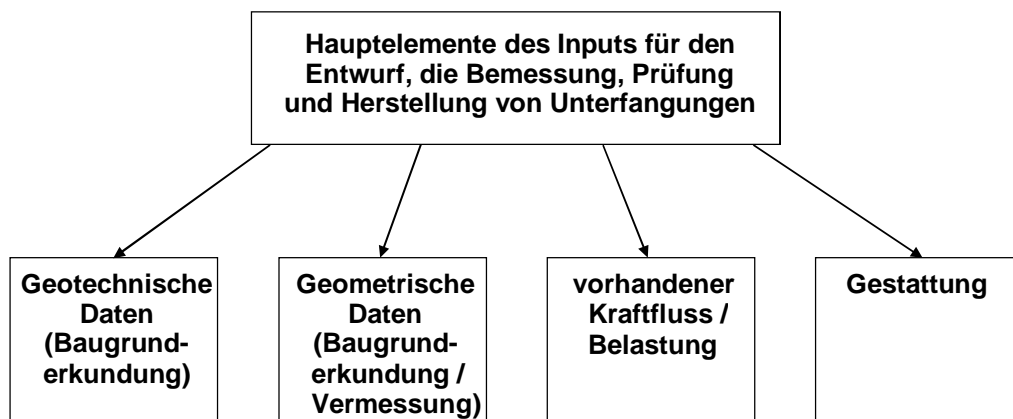 Hauptelemente des Inputs für den
Entwurf, die Bemessung, Prüfung
und Herstellung von Unterfangungen
Geotechnische
Daten
(Baugrund-
erkundung)
Geometrische
Daten
(Baugrund-
erkundung /
Vermessung)
vorhandener
Kraftfluss /
Belastung
Gestattung